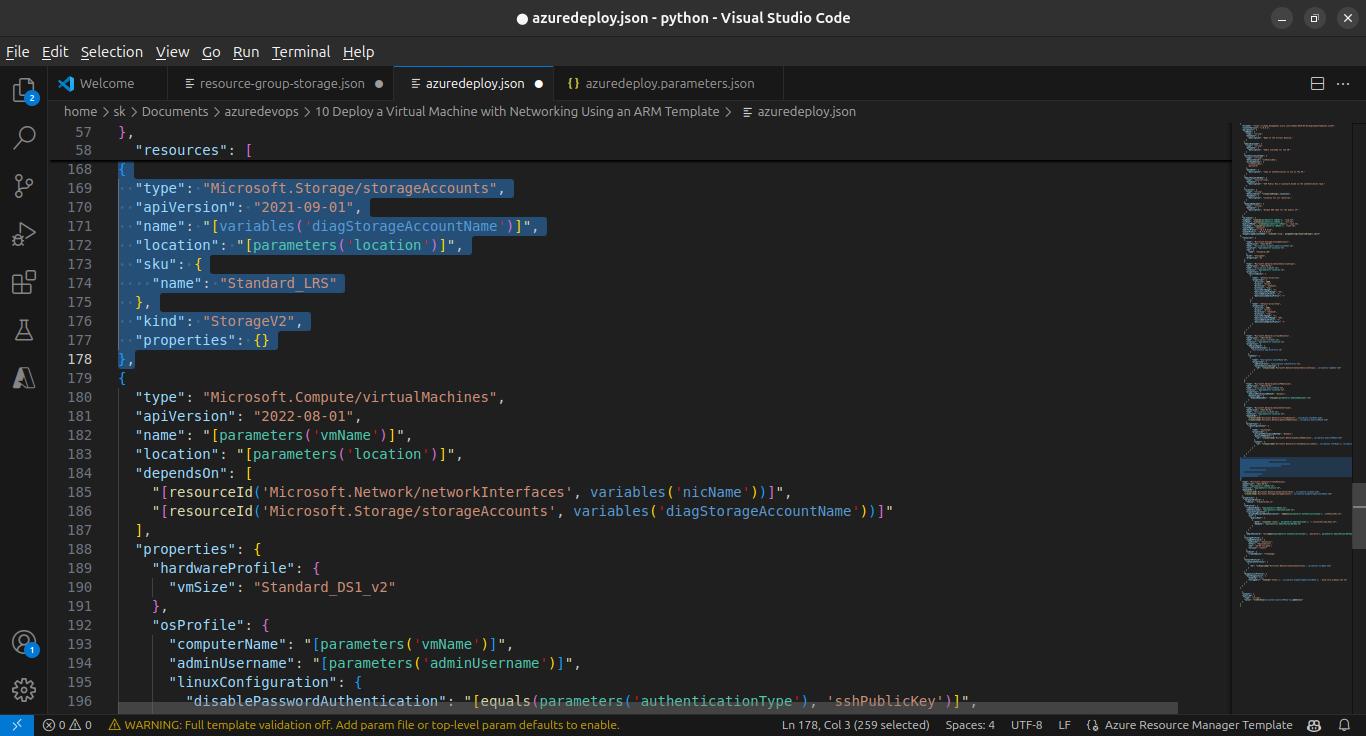 azuredeploy.json - python - Visual Studio Code
File Edit Selection View Go Run Terminal Help
Welcome resource-group-storage.json azuredeploy.json {} azuredeploy.parameters.json
home > sk > Documents > azuredevops > 10 Deploy a Virtual Machine with Networking Using an ARM Template > azuredeploy.json
57 },
58 "resources": [
168 {
169 "type": "Microsoft.Storage/storageAccounts",
170 "apiVersion": "2021-09-01",
171 "name": "[variables('diagStorageAccountName')]",
172 "location": "[parameters('location')]",
173 "sku": {
174 "name": "Standard_LRS"
175 },
176 "kind": "StorageV2",
177 "properties": {}
178 },
179 {
180 "type": "Microsoft.Compute/virtualMachines",
181 "apiVersion": "2022-08-01",
182 "name": "[parameters('vmName')]",
183 "location": "[parameters('location')]",
184 "dependsOn": [
185 "[resourceId('Microsoft.Network/networkInterfaces', variables('nicName'))]",
186 "[resourceId('Microsoft.Storage/storageAccounts', variables('diagStorageAccountName'))]"
187 ],
188 "properties": {
189 "hardwareProfile": {
190 "vmSize": "Standard_DS1_v2"
191 },
192 "osProfile": {
193 "computerName": "[parameters('vmName')]",
194 "adminUsername": "[parameters('adminUsername')]",
195 "linuxConfiguration": {
196 "disablePasswordAuthentication": "[equals(parameters('authenticationType'), 'sshPublicKey')]",
2
1
0 0 WARNING: Full template validation off. Add param file or top-level param defaults to enable. Ln 178, Col 3 (259 selected) Spaces: 4 UTF-8 LF {} Azure Resource Manager Template